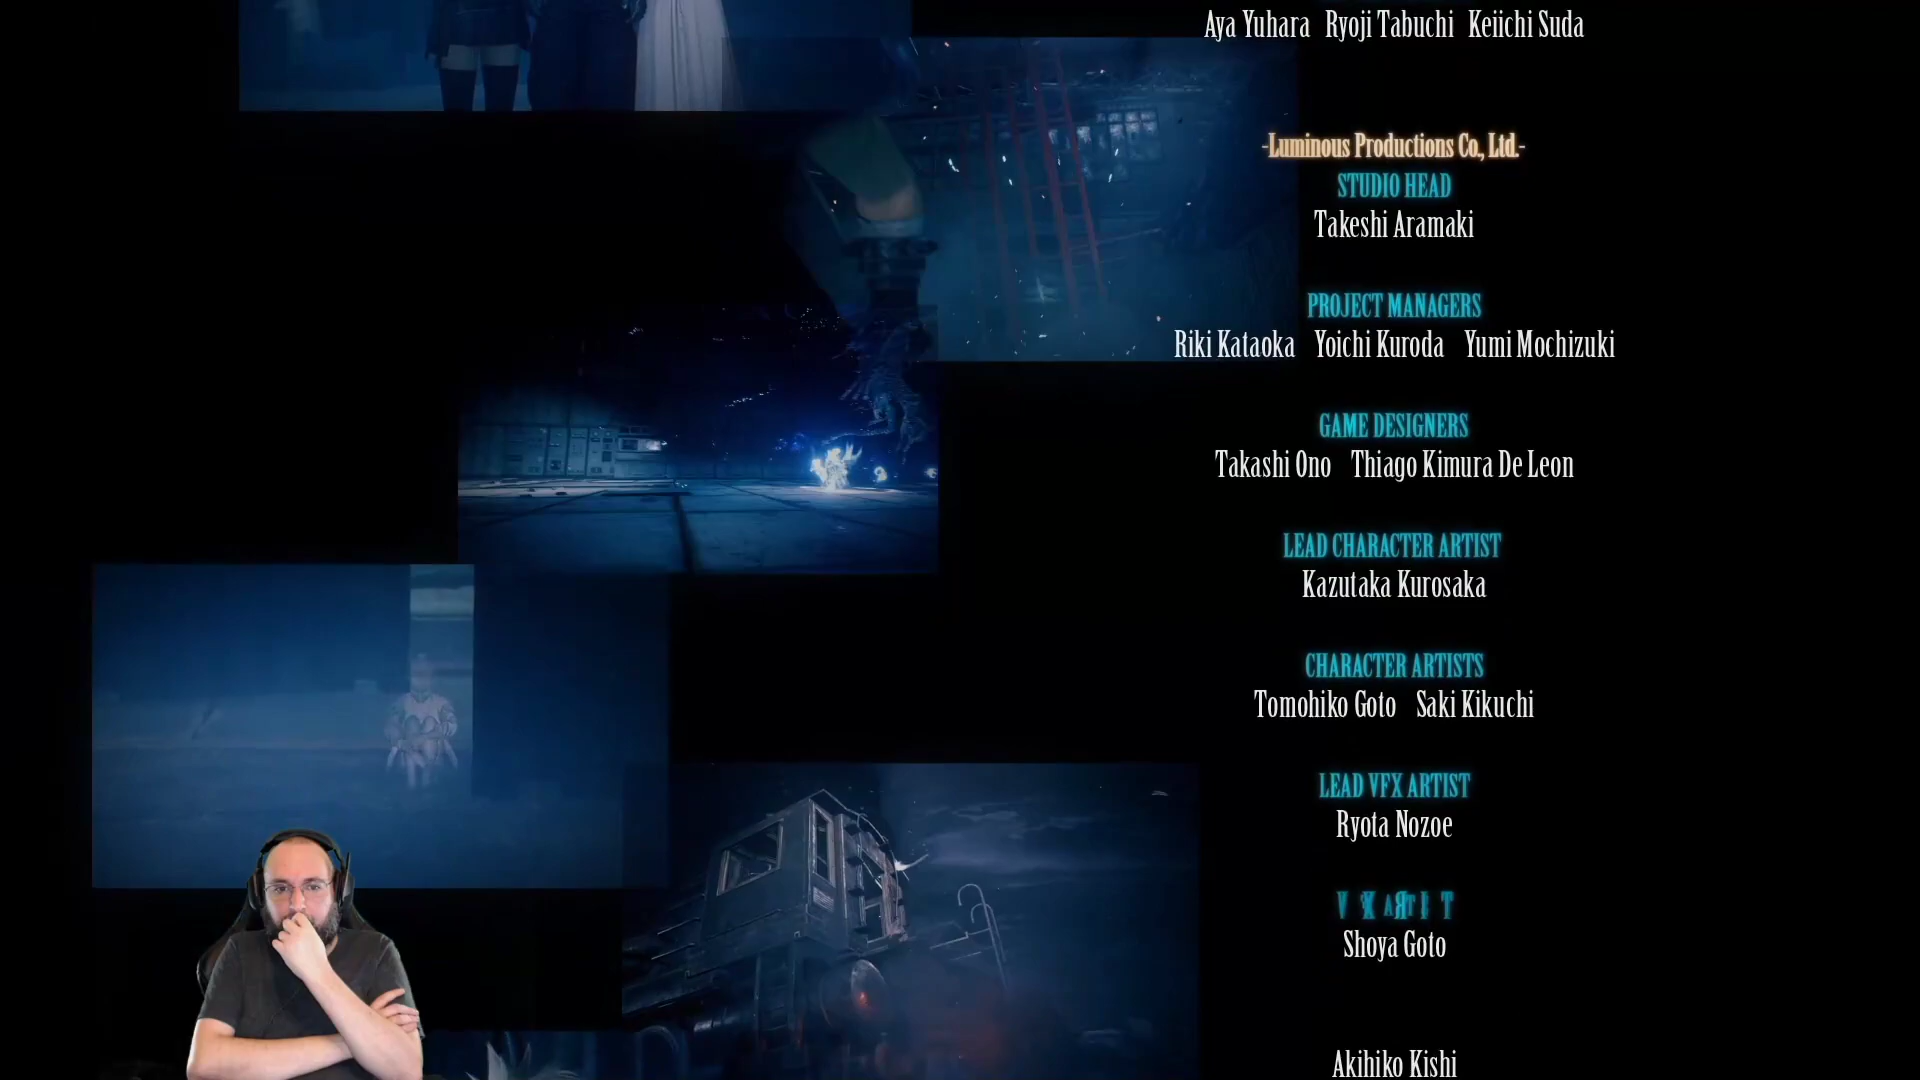 Aya Yuhara Ryoji Tabuchi Keiichi Suda
-Luminous Productions Co., Ltd.-
STUDIO HEAD
Takeshi Aramaki
PROJECT MANAGERS
Riki Kataoka Yoichi Kuroda Yumi Mochizuki
GAME DESIGNERS
Takashi Ono Thiago Kimura De Leon
LEAD CHARACTER ARTIST
Kazutaka Kurosaka
CHARACTER ARTISTS
Tomohiko Goto Saki Kikuchi
LEAD VFX ARTIST
Ryota Nozoe
Shoya Goto
Akihiko Kishi